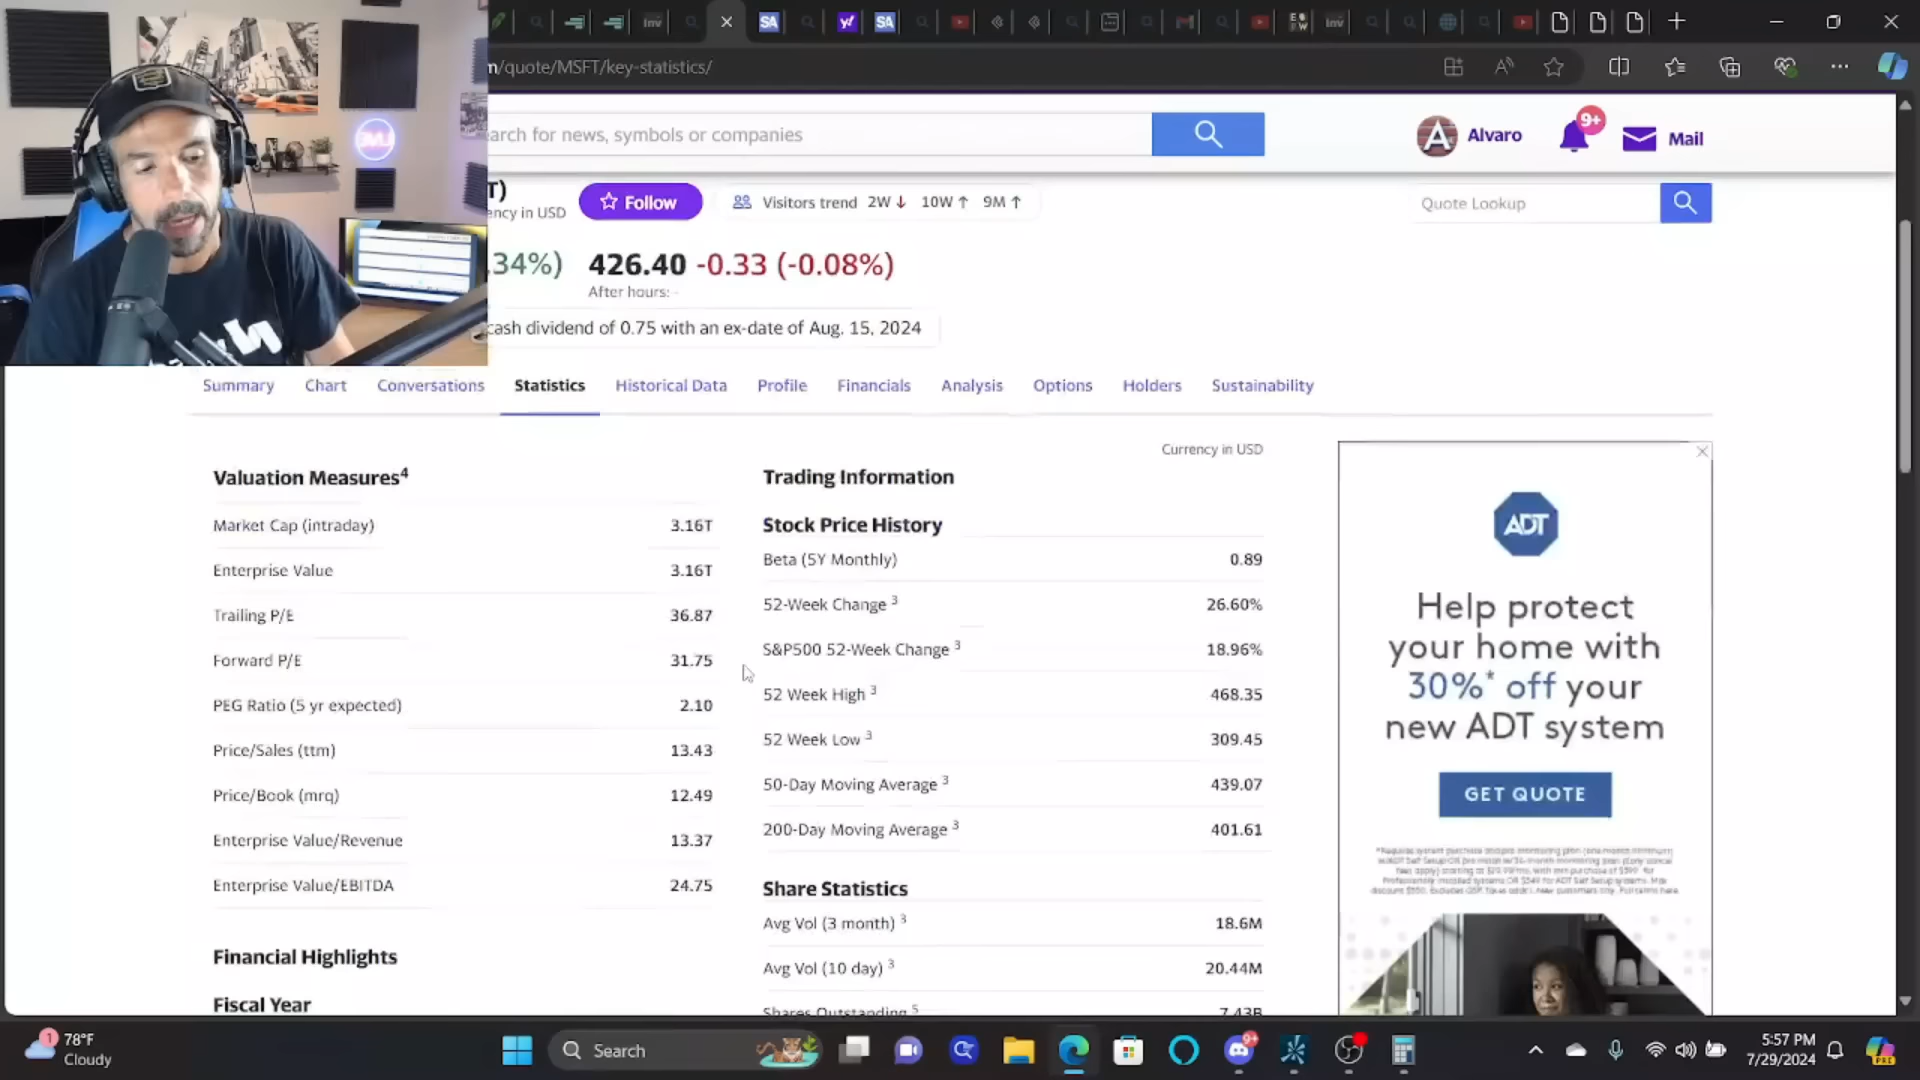 m/quote/MSFT/key-statistics/
earch for news, symbols or companies
Alvaro
9+
Mail
T)
ency in USD
Follow
Visitors trend 2W ↓ 10W ↑ 9M ↑
Quote Lookup
.34%) 426.40 -0.33 (-0.08%)
After hours:
cash dividend of 0.75 with an ex-date of Aug. 15, 2024
Summary Chart Conversations Statistics Historical Data Profile Financials Analysis Options Holders Sustainability
Currency in USD
Valuation Measures4
Market Cap (intraday) 3.16T
Enterprise Value 3.16T
Trailing P/E 36.87
Forward P/E 31.75
PEG Ratio (5 yr expected) 2.10
Price/Sales (ttm) 13.43
Price/Book (mrq) 12.49
Enterprise Value/Revenue 13.37
Enterprise Value/EBITDA 24.75
Financial Highlights
Fiscal Year
Trading Information
Stock Price History
Beta (5Y Monthly) 0.89
52-Week Change 3 26.60%
S&P500 52-Week Change 3 18.96%
52 Week High 3 468.35
52 Week Low 3 309.45
50-Day Moving Average 3 439.07
200-Day Moving Average 3 401.61
Share Statistics
Avg Vol (3 month) 3 18.6M
Avg Vol (10 day) 3 20.44M
Shares Outstanding 5 7.43B
ADT
Help protect
your home with
30%* off your
new ADT system
GET QUOTE
78°F
Cloudy
Search
5:57 PM
7/29/2024